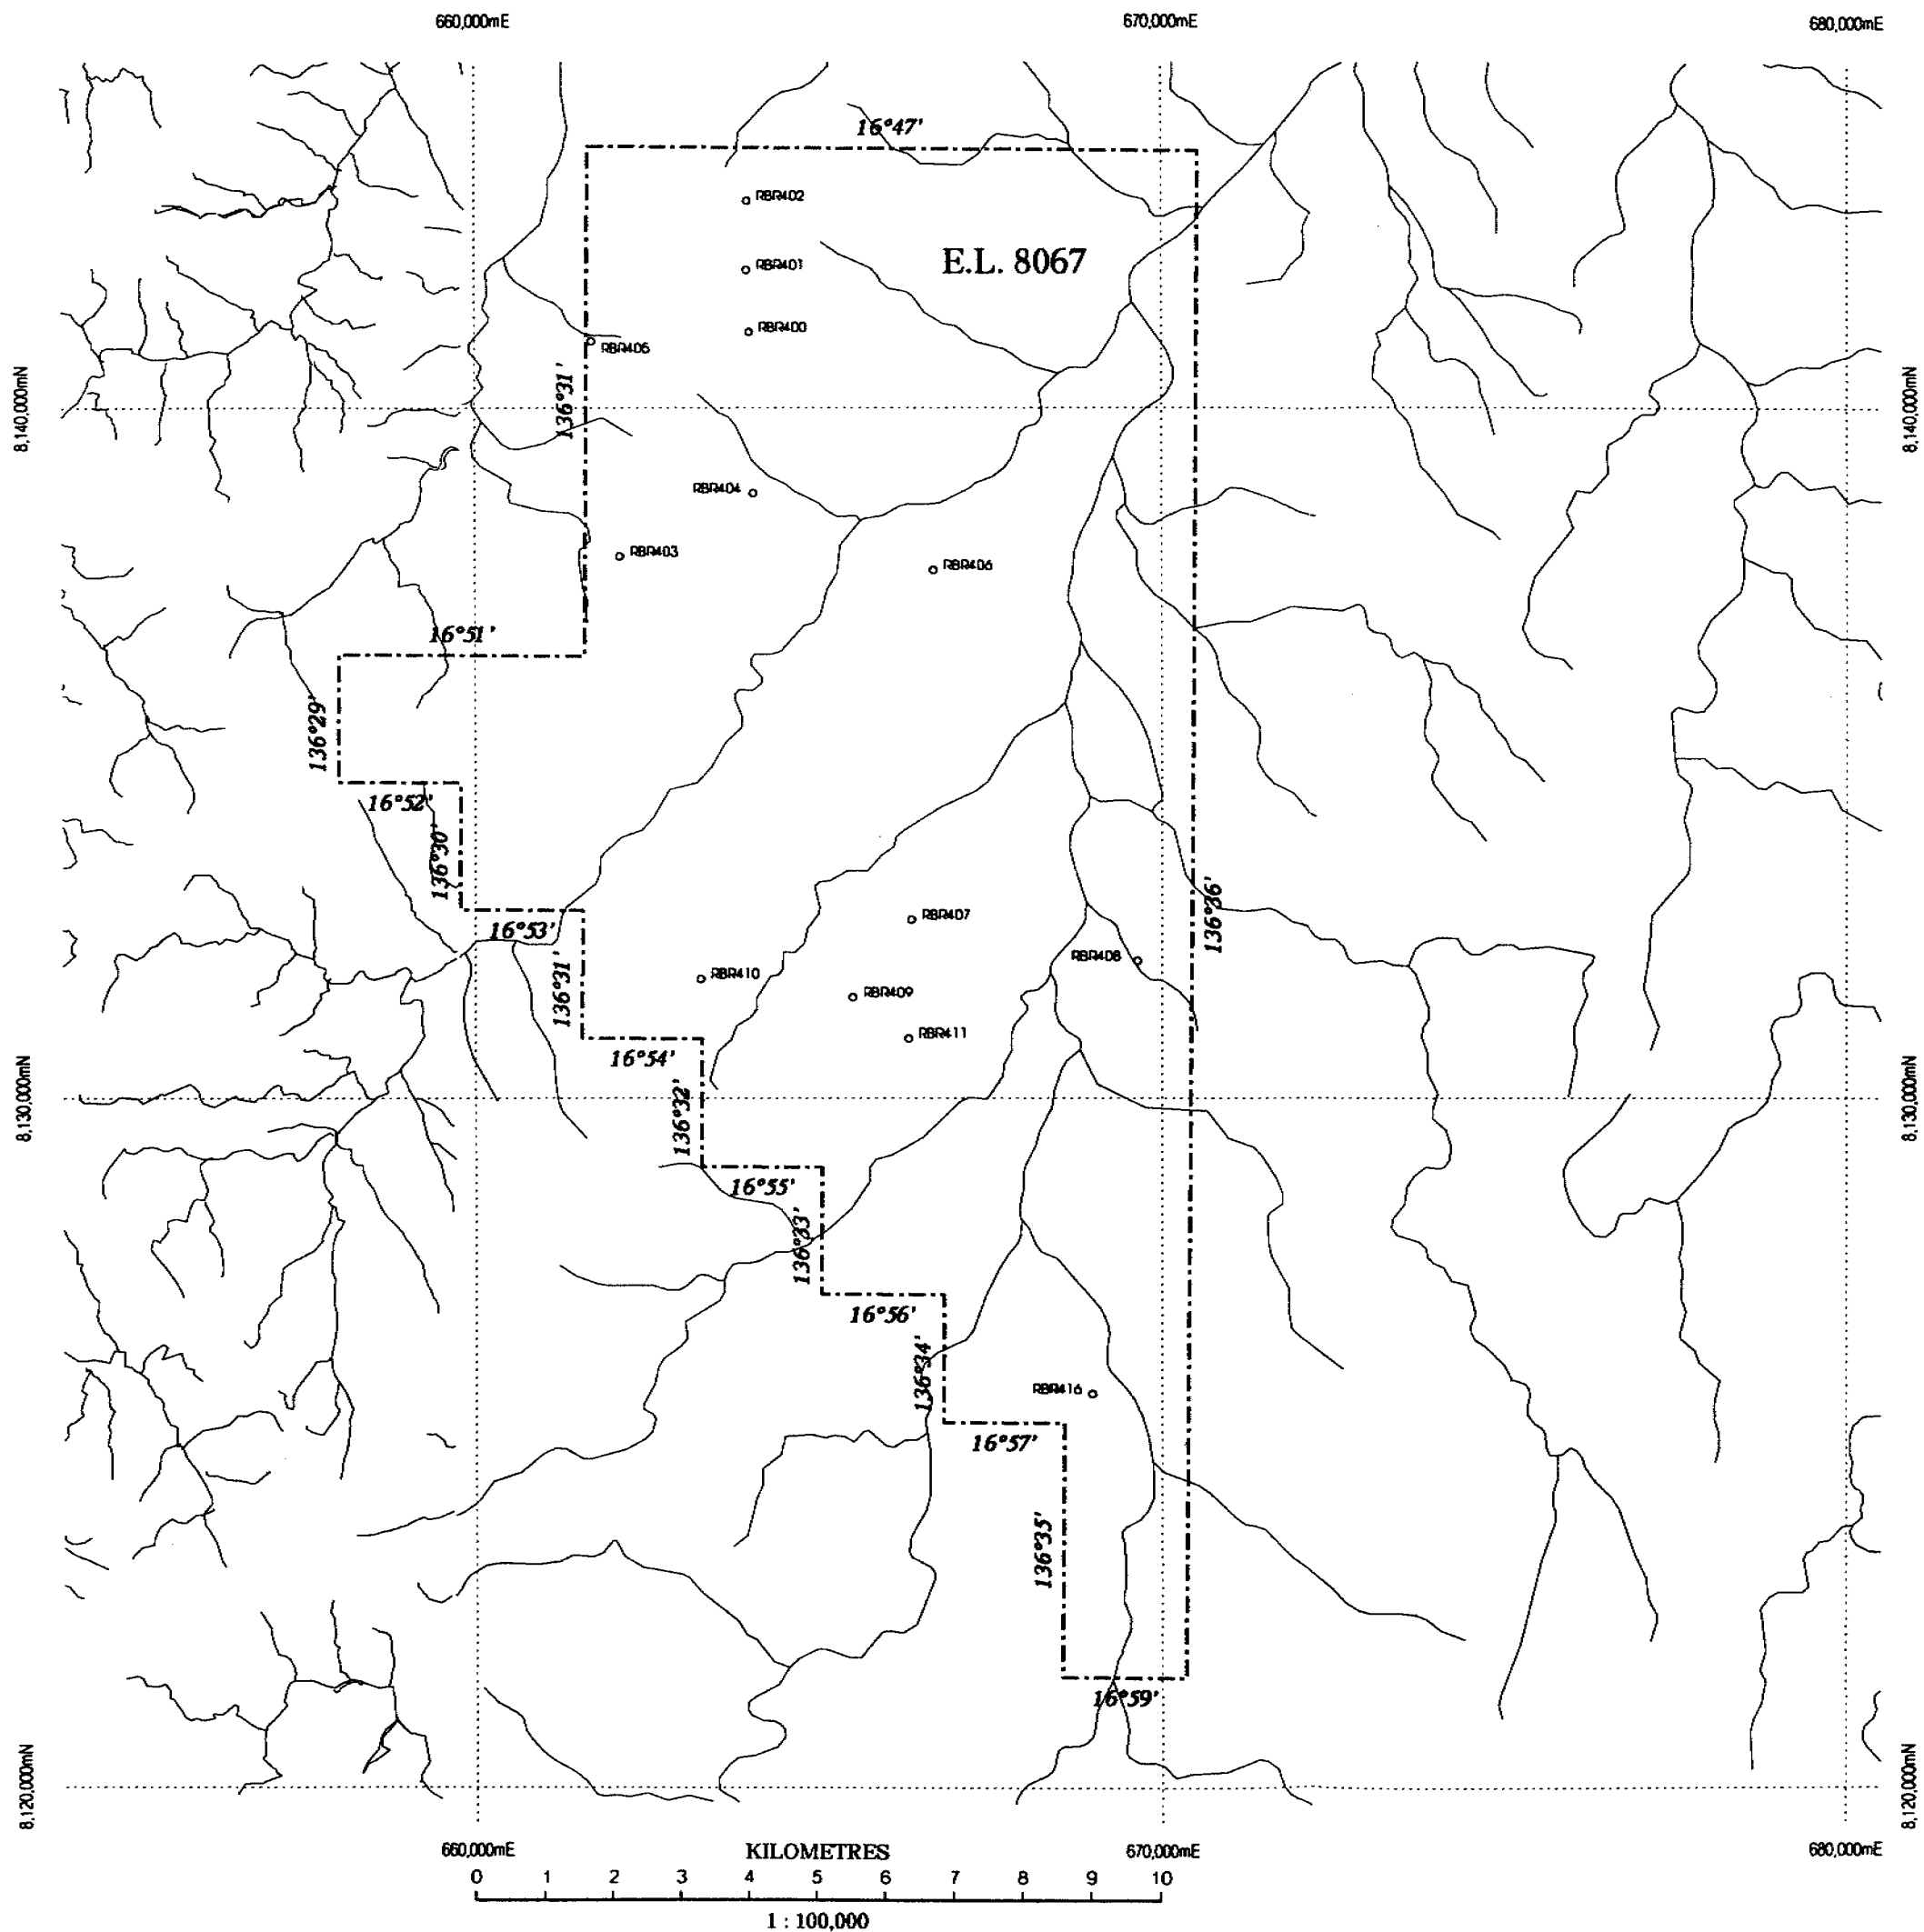 660,000mE 670,000mE 680,000mE
16°47'
RBR402
E.L. 8067
RBR401
RBR400
RBR405
136°31'
8,140,000mN 8,140,000mN
RBR404
RBR403
RBR406
16°51'
136°29'
16°52'
136°30'
136°36'
RBR407
16°53'
RBR408
136°31'
RBR410
RBR409
RBR411
16°54'
136°32'
8,130,000mN 8,130,000mN
16°55'
136°33'
16°56'
136°34'
RBR416
16°57'
136°35'
16°59'
8,120,000mN 8,120,000mN
660,000mE KILOMETRES 670,000mE 680,000mE
0 1 2 3 4 5 6 7 8 9 10
1 : 100,000